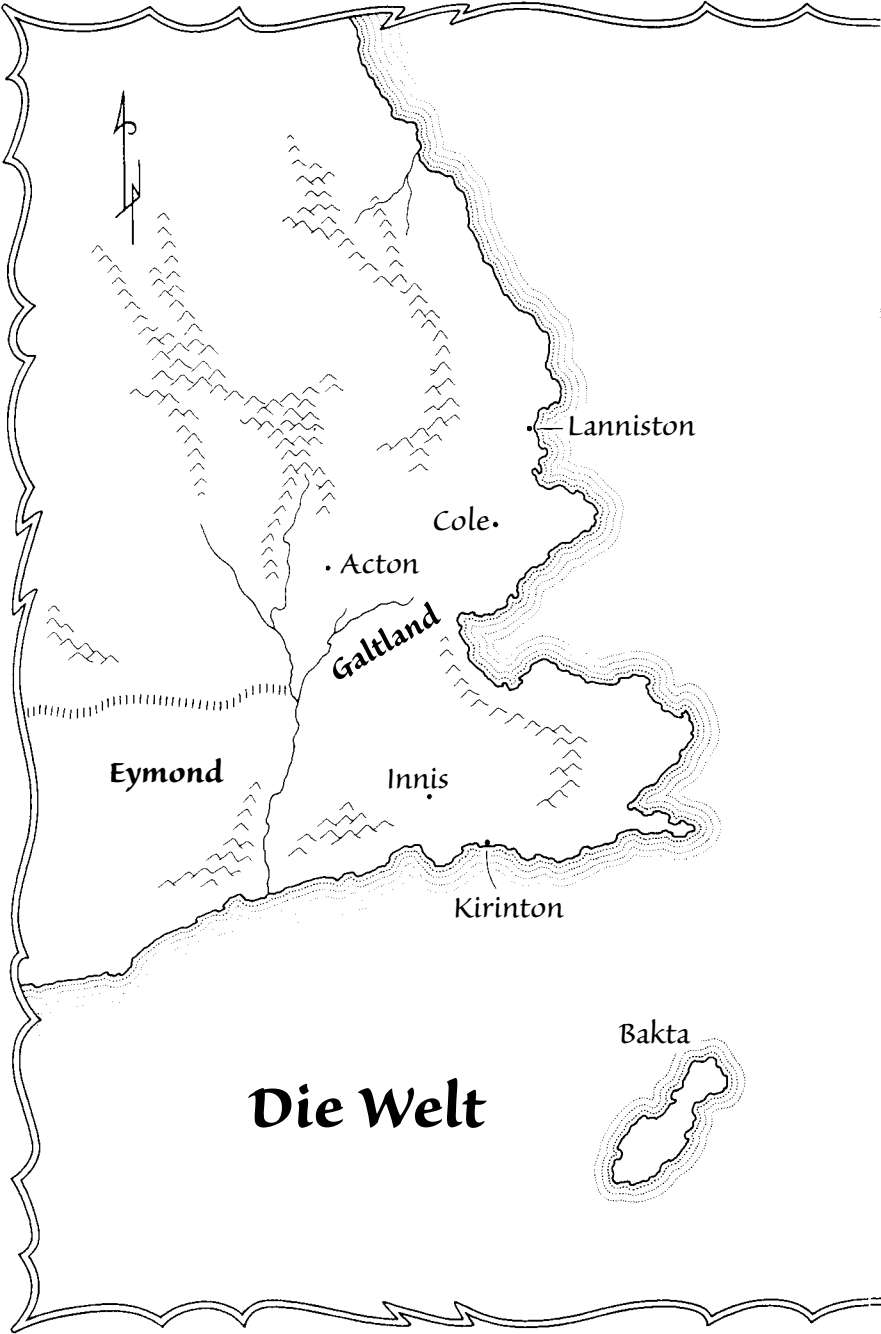 Lanniston
Cole
Acton
Galtland
Eymond
Innis
Kirinton
Bakta
Die Welt